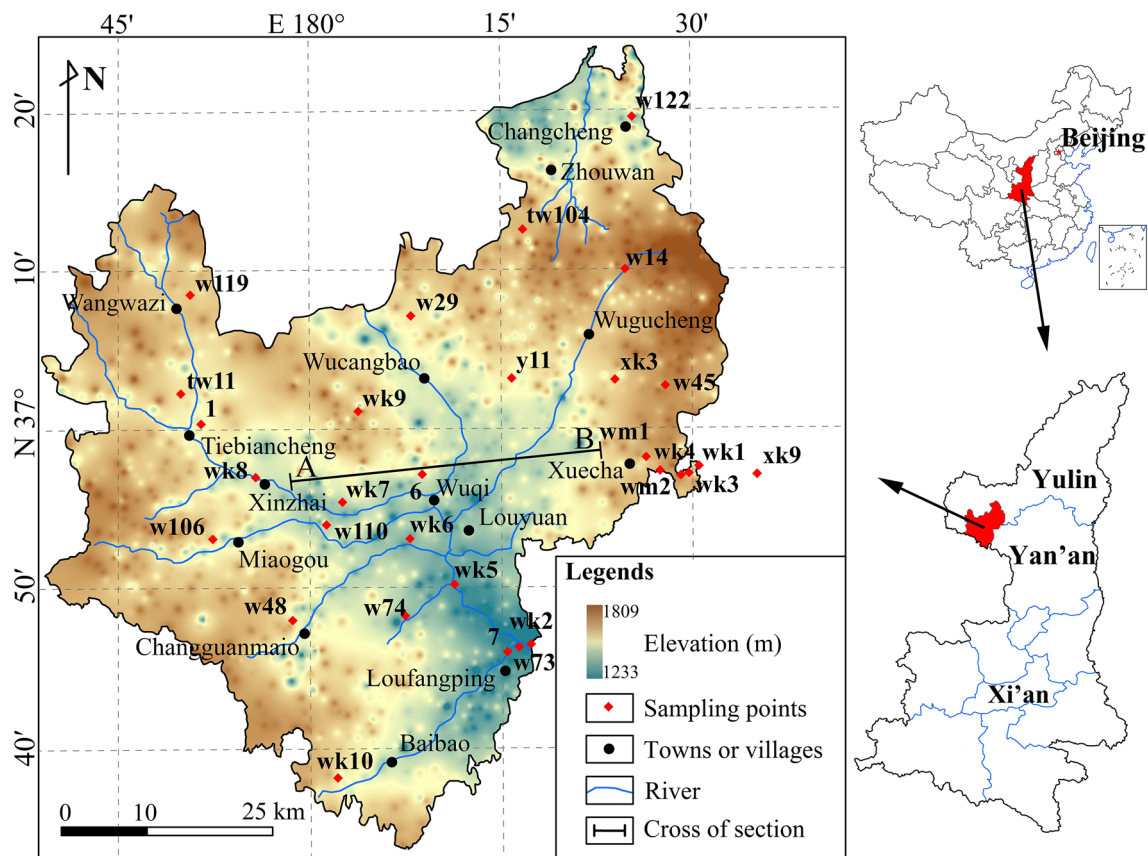 45'
E 180°
15'
30'
N
20'
w122
Changcheng
Beijing
Zhouwan
tw104
10'
w14
w119
Wangwazi
w29
Wugucheng
Wucangbao
y11
xk3
w45
tw11
wk9
1
N 37°
Tiebiancheng
B
wm1
wk4
wk1
wk8
A
Xuecha
xk9
6
wm2
wk3
Xinzhai
wk7
Wuqi
Yulin
w106
w110
wk6
Louyuan
Miaogou
Yan'an
Legends
50'
wk5
1809
w48
w74
wk2
Elevation (m)
Changguanmaio
7
w73
1233
Loufangping
Xi'an
Sampling points
40'
Baibao
Towns or villages
wk10
River
0
10
25 km
Cross of section